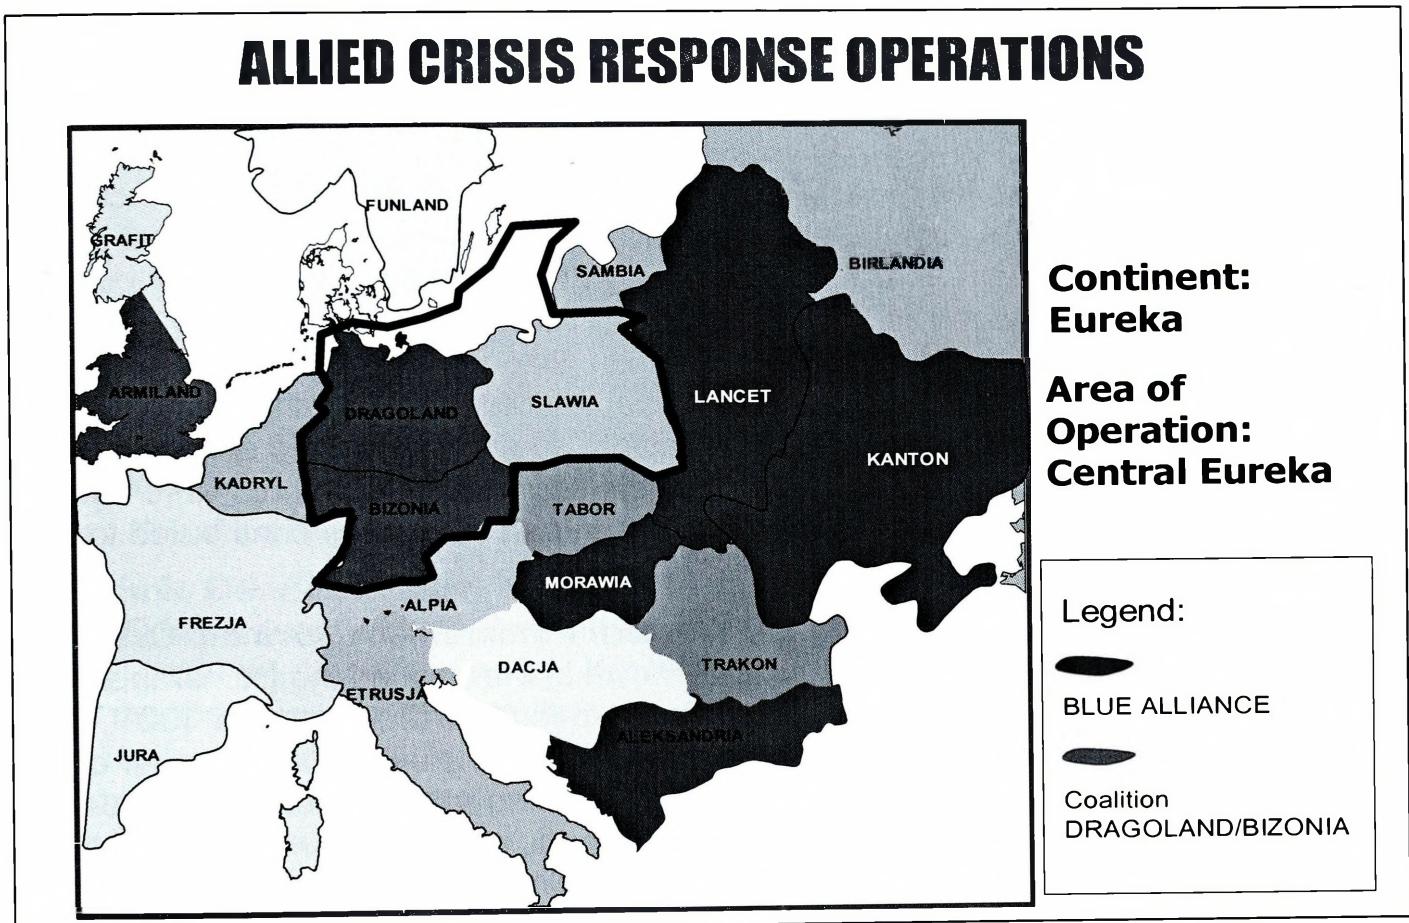 ALLIED CRISIS RESPONSE OPERATIONS
FUNLAND
GRAFIT
SAMBIA
BIRLANDIA
ARMILAND
DRAGOLAND
SLAWIA
LANCET
KANTON
KADRYL
BIZONIA
TABOR
MORAWIA
ALPIA
FREZJA
DACJA
TRAKON
ETRUSJA
ALEKSANDRIA
JURA
Continent:
Eureka
Area of
Operation:
Central Eureka
Legend:
BLUE ALLIANCE
Coalition
DRAGOLAND/BIZONIA